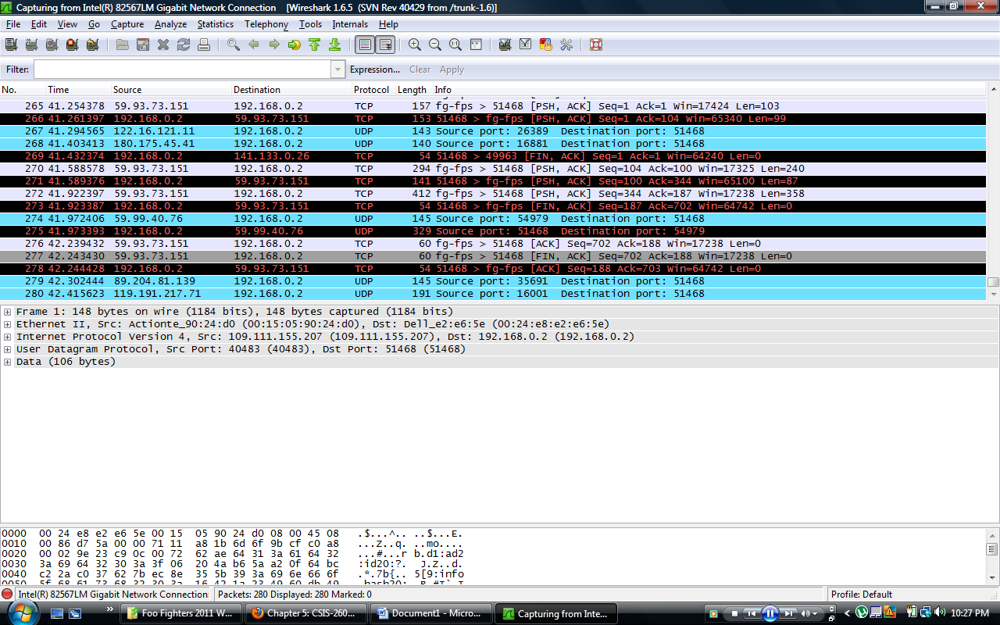 Capturing from Intel(R) 82567LM Gigabit Network Connection [Wireshark 1.6.5 (SVN Rev 40429 from /trunk-1.6)]
File Edit View Go Capture Analyze Statistics Telephony Tools Internals Help
Filter: Expression... Clear Apply
No. Time Source Destination Protocol Length Info
265 41.254378 59.93.73.151 192.168.0.2 TCP 157 fg-fps > 51468 [PSH, ACK] Seq=1 Ack=1 Win=17424 Len=103
266 41.261397 192.168.0.2 59.93.73.151 TCP 153 51468 > fg-fps [PSH, ACK] Seq=1 Ack=104 Win=65340 Len=99
267 41.294565 122.16.121.11 192.168.0.2 UDP 143 Source port: 26389 Destination port: 51468
268 41.403413 180.175.45.41 192.168.0.2 UDP 140 Source port: 16881 Destination port: 51468
269 41.432374 192.168.0.2 141.133.0.26 TCP 54 51468 > 49963 [FIN, ACK] Seq=1 Ack=1 Win=64240 Len=0
270 41.588578 59.93.73.151 192.168.0.2 TCP 294 fg-fps > 51468 [PSH, ACK] Seq=104 Ack=100 Win=17325 Len=240
271 41.589376 192.168.0.2 59.93.73.151 TCP 141 51468 > fg-fps [PSH, ACK] Seq=100 Ack=344 Win=65100 Len=87
272 41.922397 59.93.73.151 192.168.0.2 TCP 412 fg-fps > 51468 [PSH, ACK] Seq=344 Ack=187 Win=17238 Len=358
273 41.923387 192.168.0.2 59.93.73.151 TCP 54 51468 > fg-fps [FIN, ACK] Seq=187 Ack=702 Win=64742 Len=0
274 41.972406 59.99.40.76 192.168.0.2 UDP 145 Source port: 54979 Destination port: 51468
275 41.973393 192.168.0.2 59.99.40.76 UDP 329 Source port: 51468 Destination port: 54979
276 42.239432 59.93.73.151 192.168.0.2 TCP 60 fg-fps > 51468 [ACK] Seq=702 Ack=188 Win=17238 Len=0
277 42.243430 59.93.73.151 192.168.0.2 TCP 60 fg-fps > 51468 [FIN, ACK] Seq=702 Ack=188 Win=17238 Len=0
278 42.244428 192.168.0.2 59.93.73.151 TCP 54 51468 > fg-fps [ACK] Seq=188 Ack=703 Win=64742 Len=0
279 42.302444 89.204.81.139 192.168.0.2 UDP 145 Source port: 35691 Destination port: 51468
280 42.415623 119.191.217.71 192.168.0.2 UDP 191 Source port: 16001 Destination port: 51468
Frame 1: 148 bytes on wire (1184 bits), 148 bytes captured (1184 bits)
Ethernet II, Src: Actionte_90:24:d0 (00:15:05:90:24:d0), Dst: Dell_e2:e6:5e (00:24:e8:e2:e6:5e)
Internet Protocol Version 4, Src: 109.111.155.207 (109.111.155.207), Dst: 192.168.0.2 (192.168.0.2)
User Datagram Protocol, Src Port: 40483 (40483), Dst Port: 51468 (51468)
Data (106 bytes)
0000 00 24 e8 e2 e6 5e 00 15 05 90 24 d0 08 00 45 08 .$...^.. ..$...E.
0010 00 86 d7 5a 00 00 71 11 a8 1b 6d 6f 9b cf c0 a8 ...Z..q. ..mo....
0020 00 02 9e 23 c9 0c 00 72 62 ae 64 31 3a 61 64 32 ...#...r b.d1:ad2
0030 3a 69 64 32 30 3a 3f 06 20 4a b6 5a a2 0f 64 bc :id20:?. J.Z..d.
0040 c2 2a c0 37 62 7b ec 8e 35 5b 39 3a 69 6e 66 6f .*.7b{.. 5[9:info
0050 5f 68 61 73 68 32 30 3a 16 42 1a 23 49 60 db 49
Intel(R) 82567LM Gigabit Network Connection Packets: 280 Displayed: 280 Marked: 0 Profile: Default
Foo Fighters 2011 W... Chapter 5: CSIS-260... Document1 - Micro... Capturing from Inte... 10:27 PM